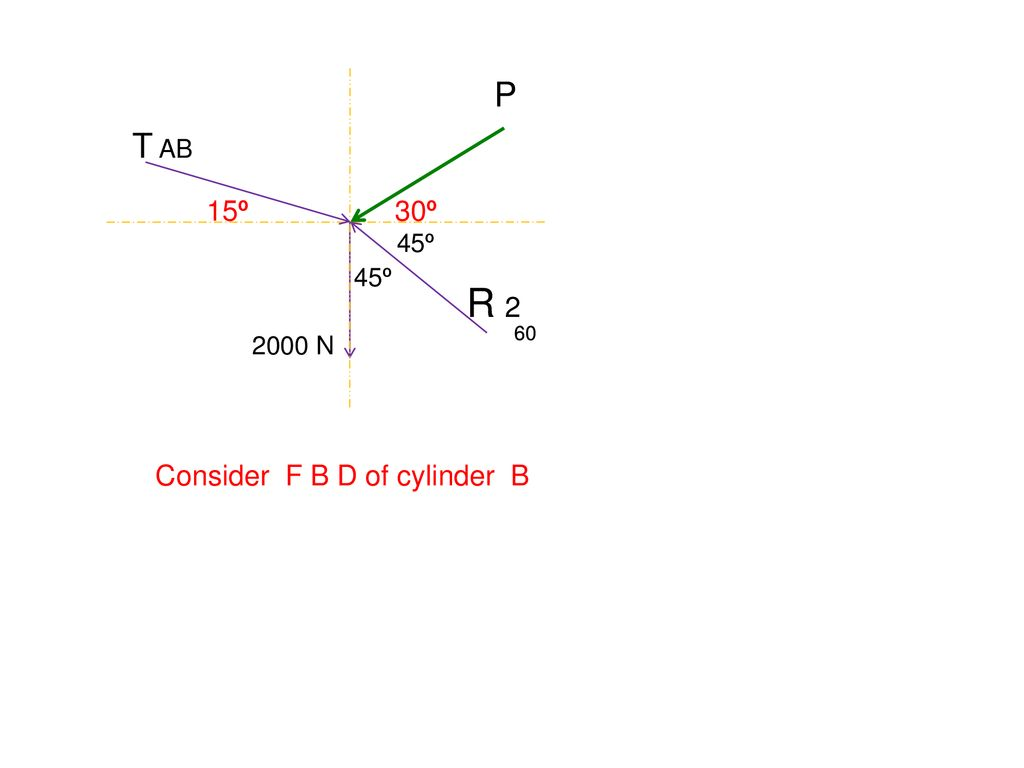 P
T AB
15º
30º
45º
45º
R 2
60
2000 N
Consider F B D of cylinder B